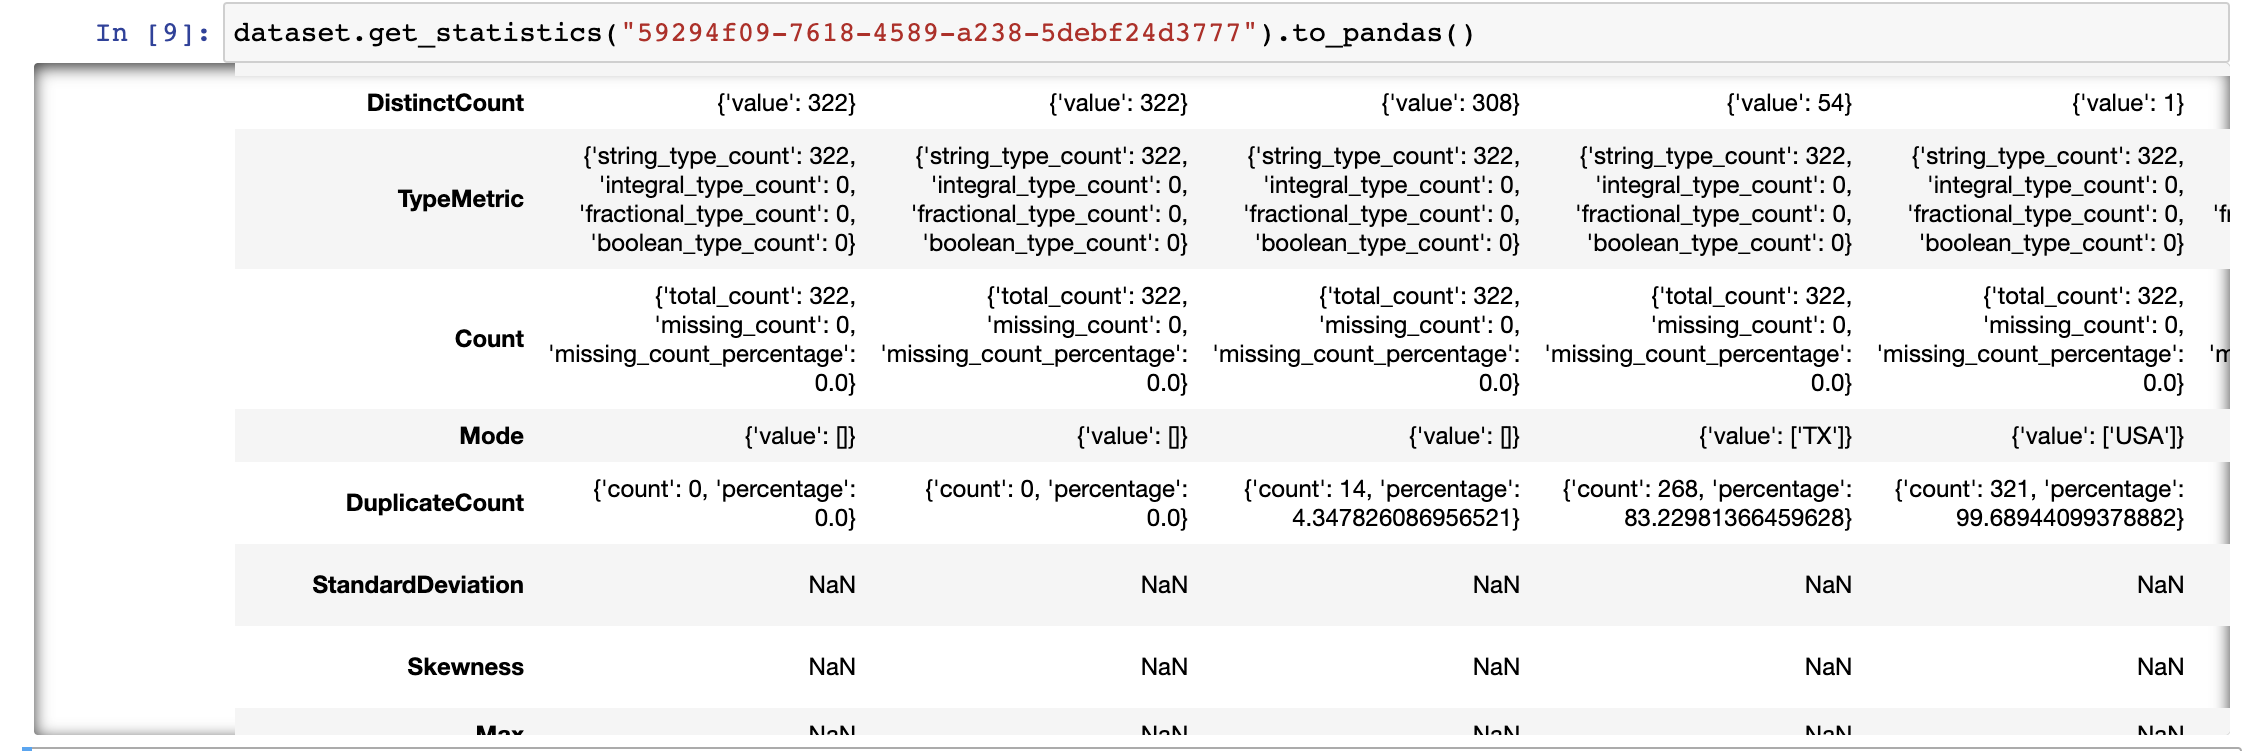 In [9]: dataset.get_statistics("59294f09-7618-4589-a238-5debf24d3777").to_pandas()
DistinctCount {'value': 322} {'value': 322} {'value': 308} {'value': 54} {'value': 1}
{'string_type_count': 322, {'string_type_count': 322, {'string_type_count': 322, {'string_type_count': 322, {'string_type_count': 322,
'integral_type_count': 0, 'integral_type_count': 0, 'integral_type_count': 0, 'integral_type_count': 0, 'integral_type_count': 0,
TypeMetric
'fractional_type_count': 0, 'fractional_type_count': 0, 'fractional_type_count': 0, 'fractional_type_count': 0, 'fractional_type_count': 0,
'boolean_type_count': 0} 'boolean_type_count': 0} 'boolean_type_count': 0} 'boolean_type_count': 0} 'boolean_type_count': 0}
{'total_count': 322, {'total_count': 322, {'total_count': 322, {'total_count': 322, {'total_count': 322,
'missing_count': 0, 'missing_count': 0, 'missing_count': 0, 'missing_count': 0, 'missing_count': 0,
Count
'missing_count_percentage': 'missing_count_percentage': 'missing_count_percentage': 'missing_count_percentage': 'missing_count_percentage':
0.0} 0.0} 0.0} 0.0} 0.0}
Mode {'value': []} {'value': []} {'value': []} {'value': ['TX']} {'value': ['USA']}
{'count': 0, 'percentage': {'count': 0, 'percentage': {'count': 14, 'percentage': {'count': 268, 'percentage': {'count': 321, 'percentage':
DuplicateCount
0.0} 0.0} 4.347826086956521} 83.22981366459628} 99.68944099378882}
StandardDeviation NaN NaN NaN NaN NaN
Skewness NaN NaN NaN NaN NaN
Max NaN NaN NaN NaN NaN